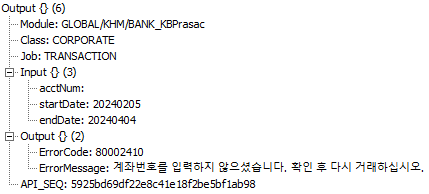 Output {} (6)
Module: GLOBAL/KHM/BANK_KBPrasac
Class: CORPORATE
Job: TRANSACTION
Input {} (3)
acctNum:
startDate: 20240205
endDate: 20240404
Output {} (2)
ErrorCode: 80002410
ErrorMessage: 계좌번호를 입력하지 않으셨습니다. 확인 후 다시 거래하십시오.
API_SEQ: 5925bd69df22e8c41e18f2be5bf1ab98